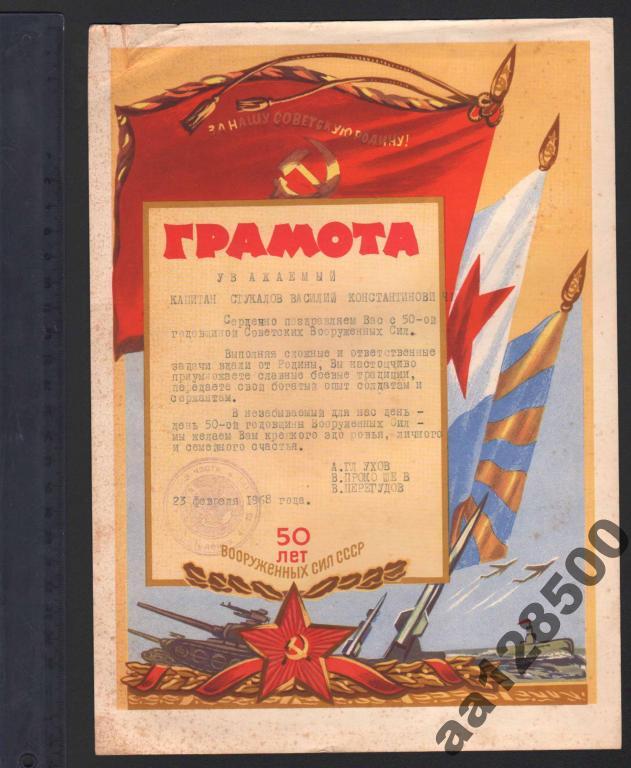 ЗА НАШУ СОВЕТСКУЮ РОДИНУ!
ГРАМОТА
УВАЖАЕМЫЙ
КАПИТАН СТУКАЛОВ ВАСИЛИЙ КОНСТАНТИНОВИЧ
Сердечно поздравляем Вас с 50-ой
годовщиной Советских Вооруженных Сил.
Выполняя сложные и ответственные
задачи вдали от Родины, Вы настойчиво
приумножаете славные боевые традиции,
передаете свой богатый опыт солдатам и
сержантам.
В незабываемый для нас день -
день 50-ой годовщины Вооруженных Сил -
мы желаем Вам крепкого здоровья, личного
и семейного счастья.
А.ГЛУХОВ
В.ПРОКОШЕВ
В.ПЕРЕГУДОВ
23 февраля 1968 года.
50
ЛЕТ
ВООРУЖЕННЫХ СИЛ СССР
aa128500